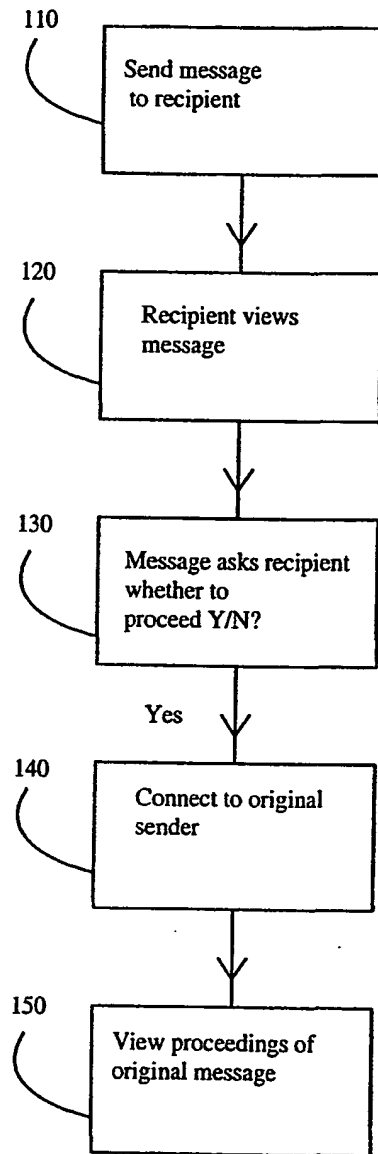 110
Send message
to recipient
120
Recipient views
message
130
Message asks recipient
whether to
proceed Y/N?
Yes
140
Connect to original
sender
150
View proceedings of
original message